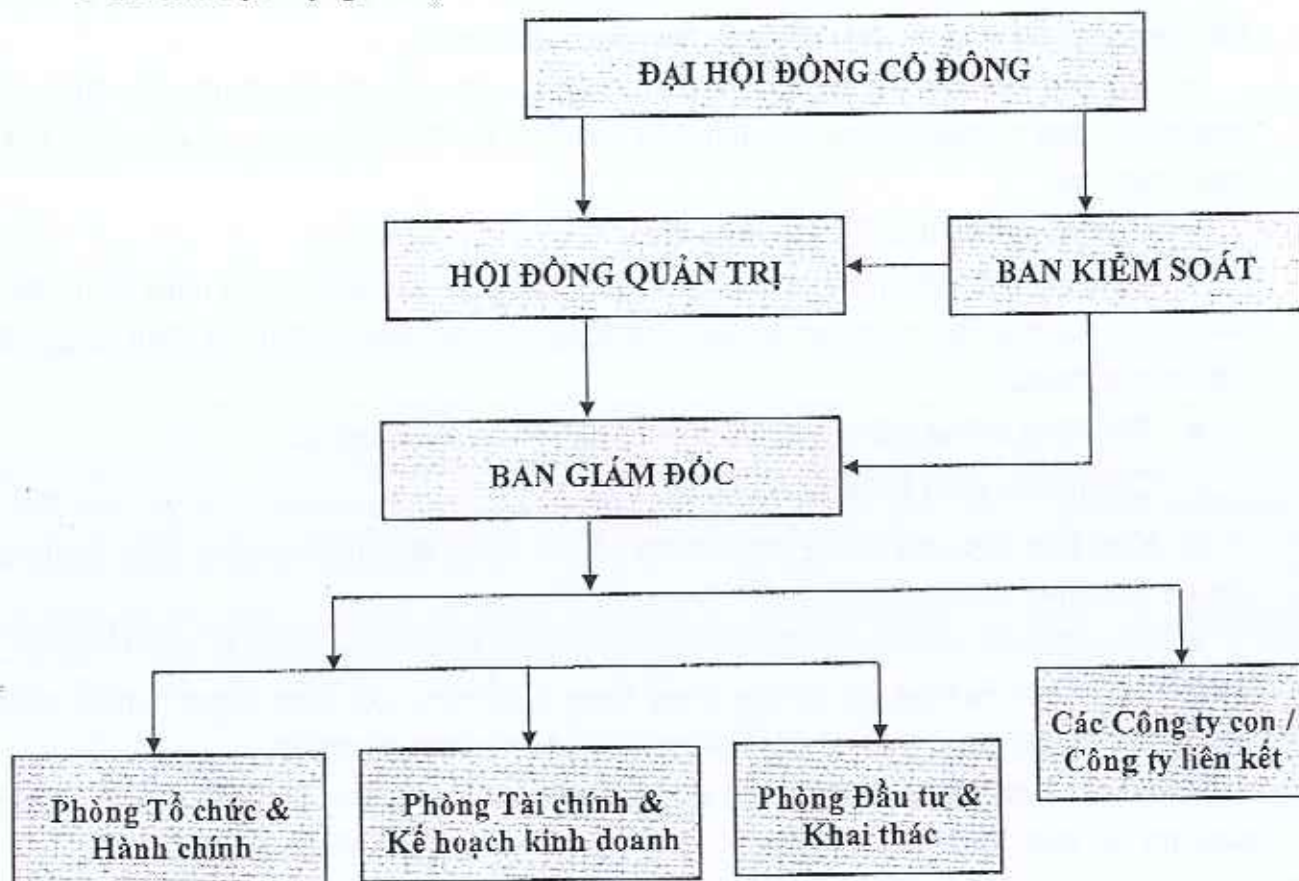 ĐẠI HỘI ĐỒNG CỔ ĐÔNG
HỘI ĐỒNG QUẢN TRỊ
BAN KIỂM SOÁT
BAN GIÁM ĐỐC
Các Công ty con /
Công ty liên kết
Phòng Tổ chức &
Hành chính
Phòng Tài chính &
Kế hoạch kinh doanh
Phòng Đầu tư &
Khai thác